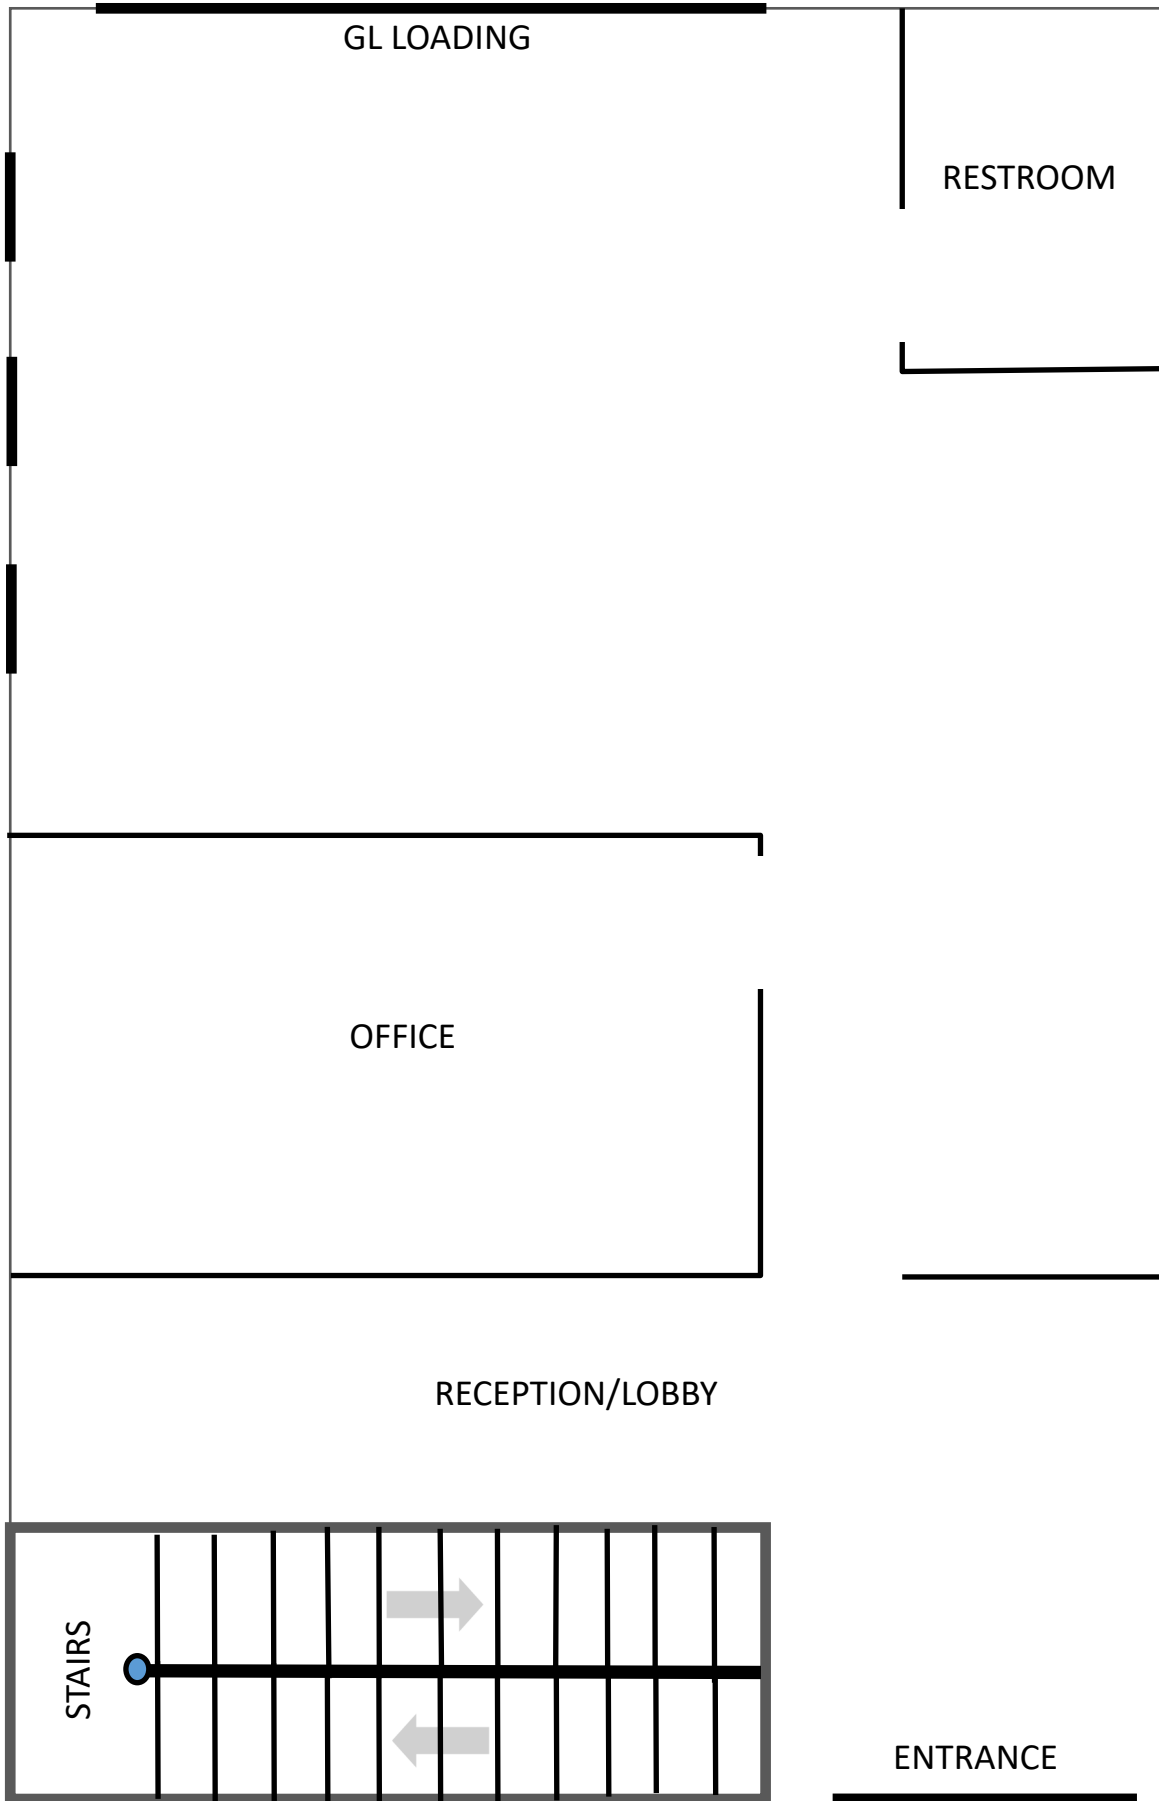 GL LOADING
RESTROOM
OFFICE
RECEPTION/LOBBY
STAIRS
ENTRANCE